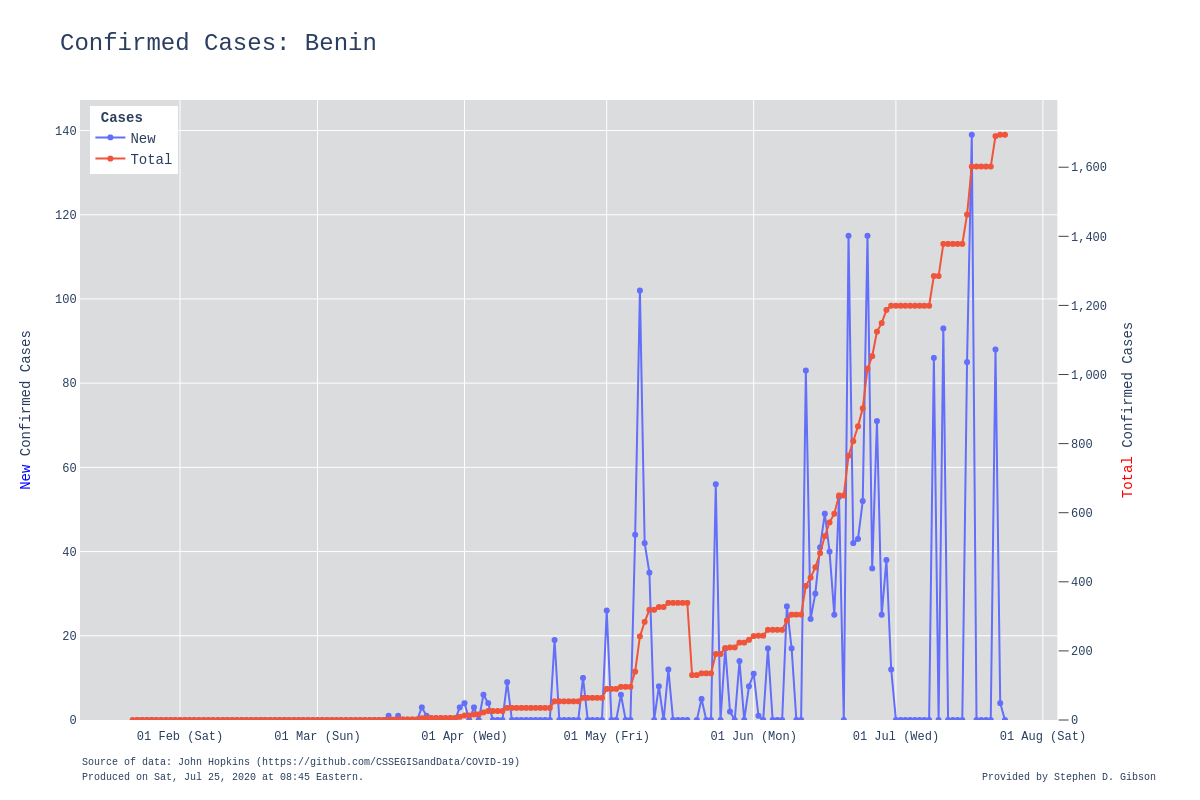 Confirmed Cases: Benin
Cases
New
Total
140
120
100
80
60
40
20
0
1,600
1,400
1,200
1,000
800
600
400
200
0
New Confirmed Cases
Total Confirmed Cases
01 Feb (Sat) 01 Mar (Sun) 01 Apr (Wed) 01 May (Fri) 01 Jun (Mon) 01 Jul (Wed) 01 Aug (Sat)
Source of data: John Hopkins (https://github.com/CSSEGISandData/COVID-19)
Produced on Sat, Jul 25, 2020 at 08:45 Eastern.
Provided by Stephen D. Gibson